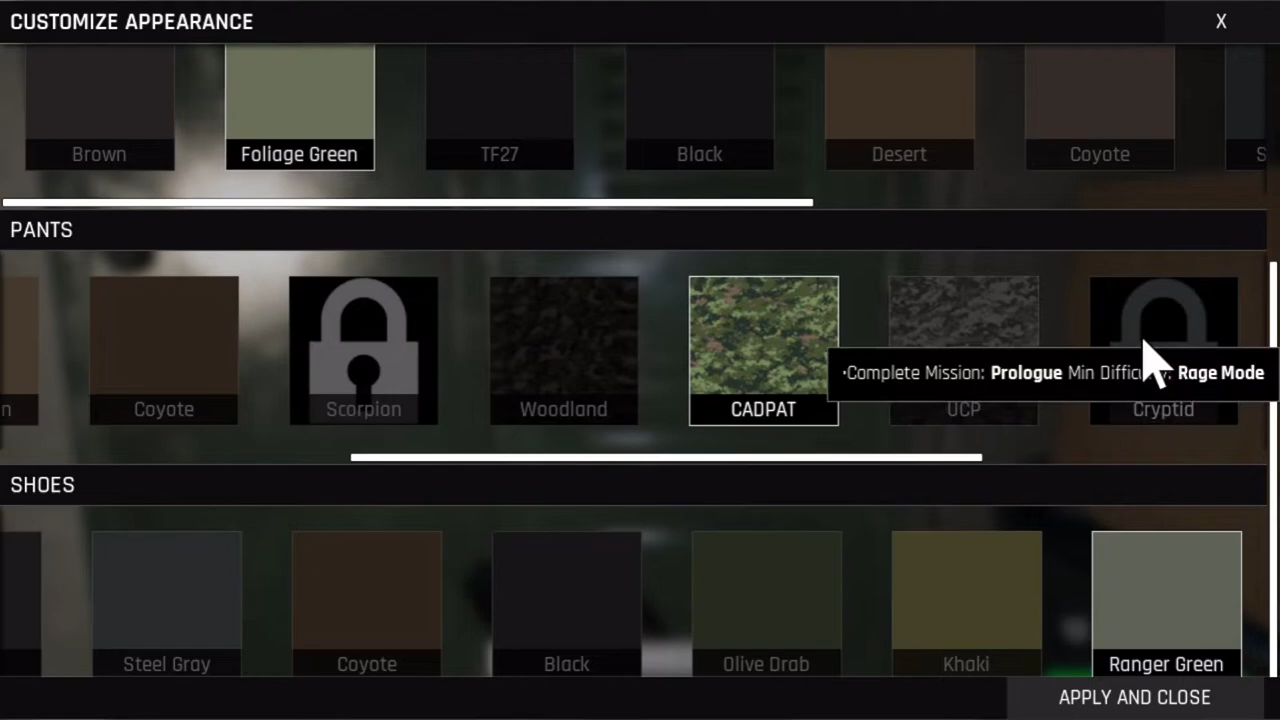 CUSTOMIZE APPEARANCE
X
Brown
Foliage Green
TF27
Black
Desert
Coyote
S
PANTS
n
Coyote
Scorpion
Woodland
CADPAT
UCP
Cryptid
•Complete Mission: Prologue Min Rage Mode
SHOES
Steel Gray
Coyote
Black
Olive Drab
Khaki
Ranger Green
APPLY AND CLOSE